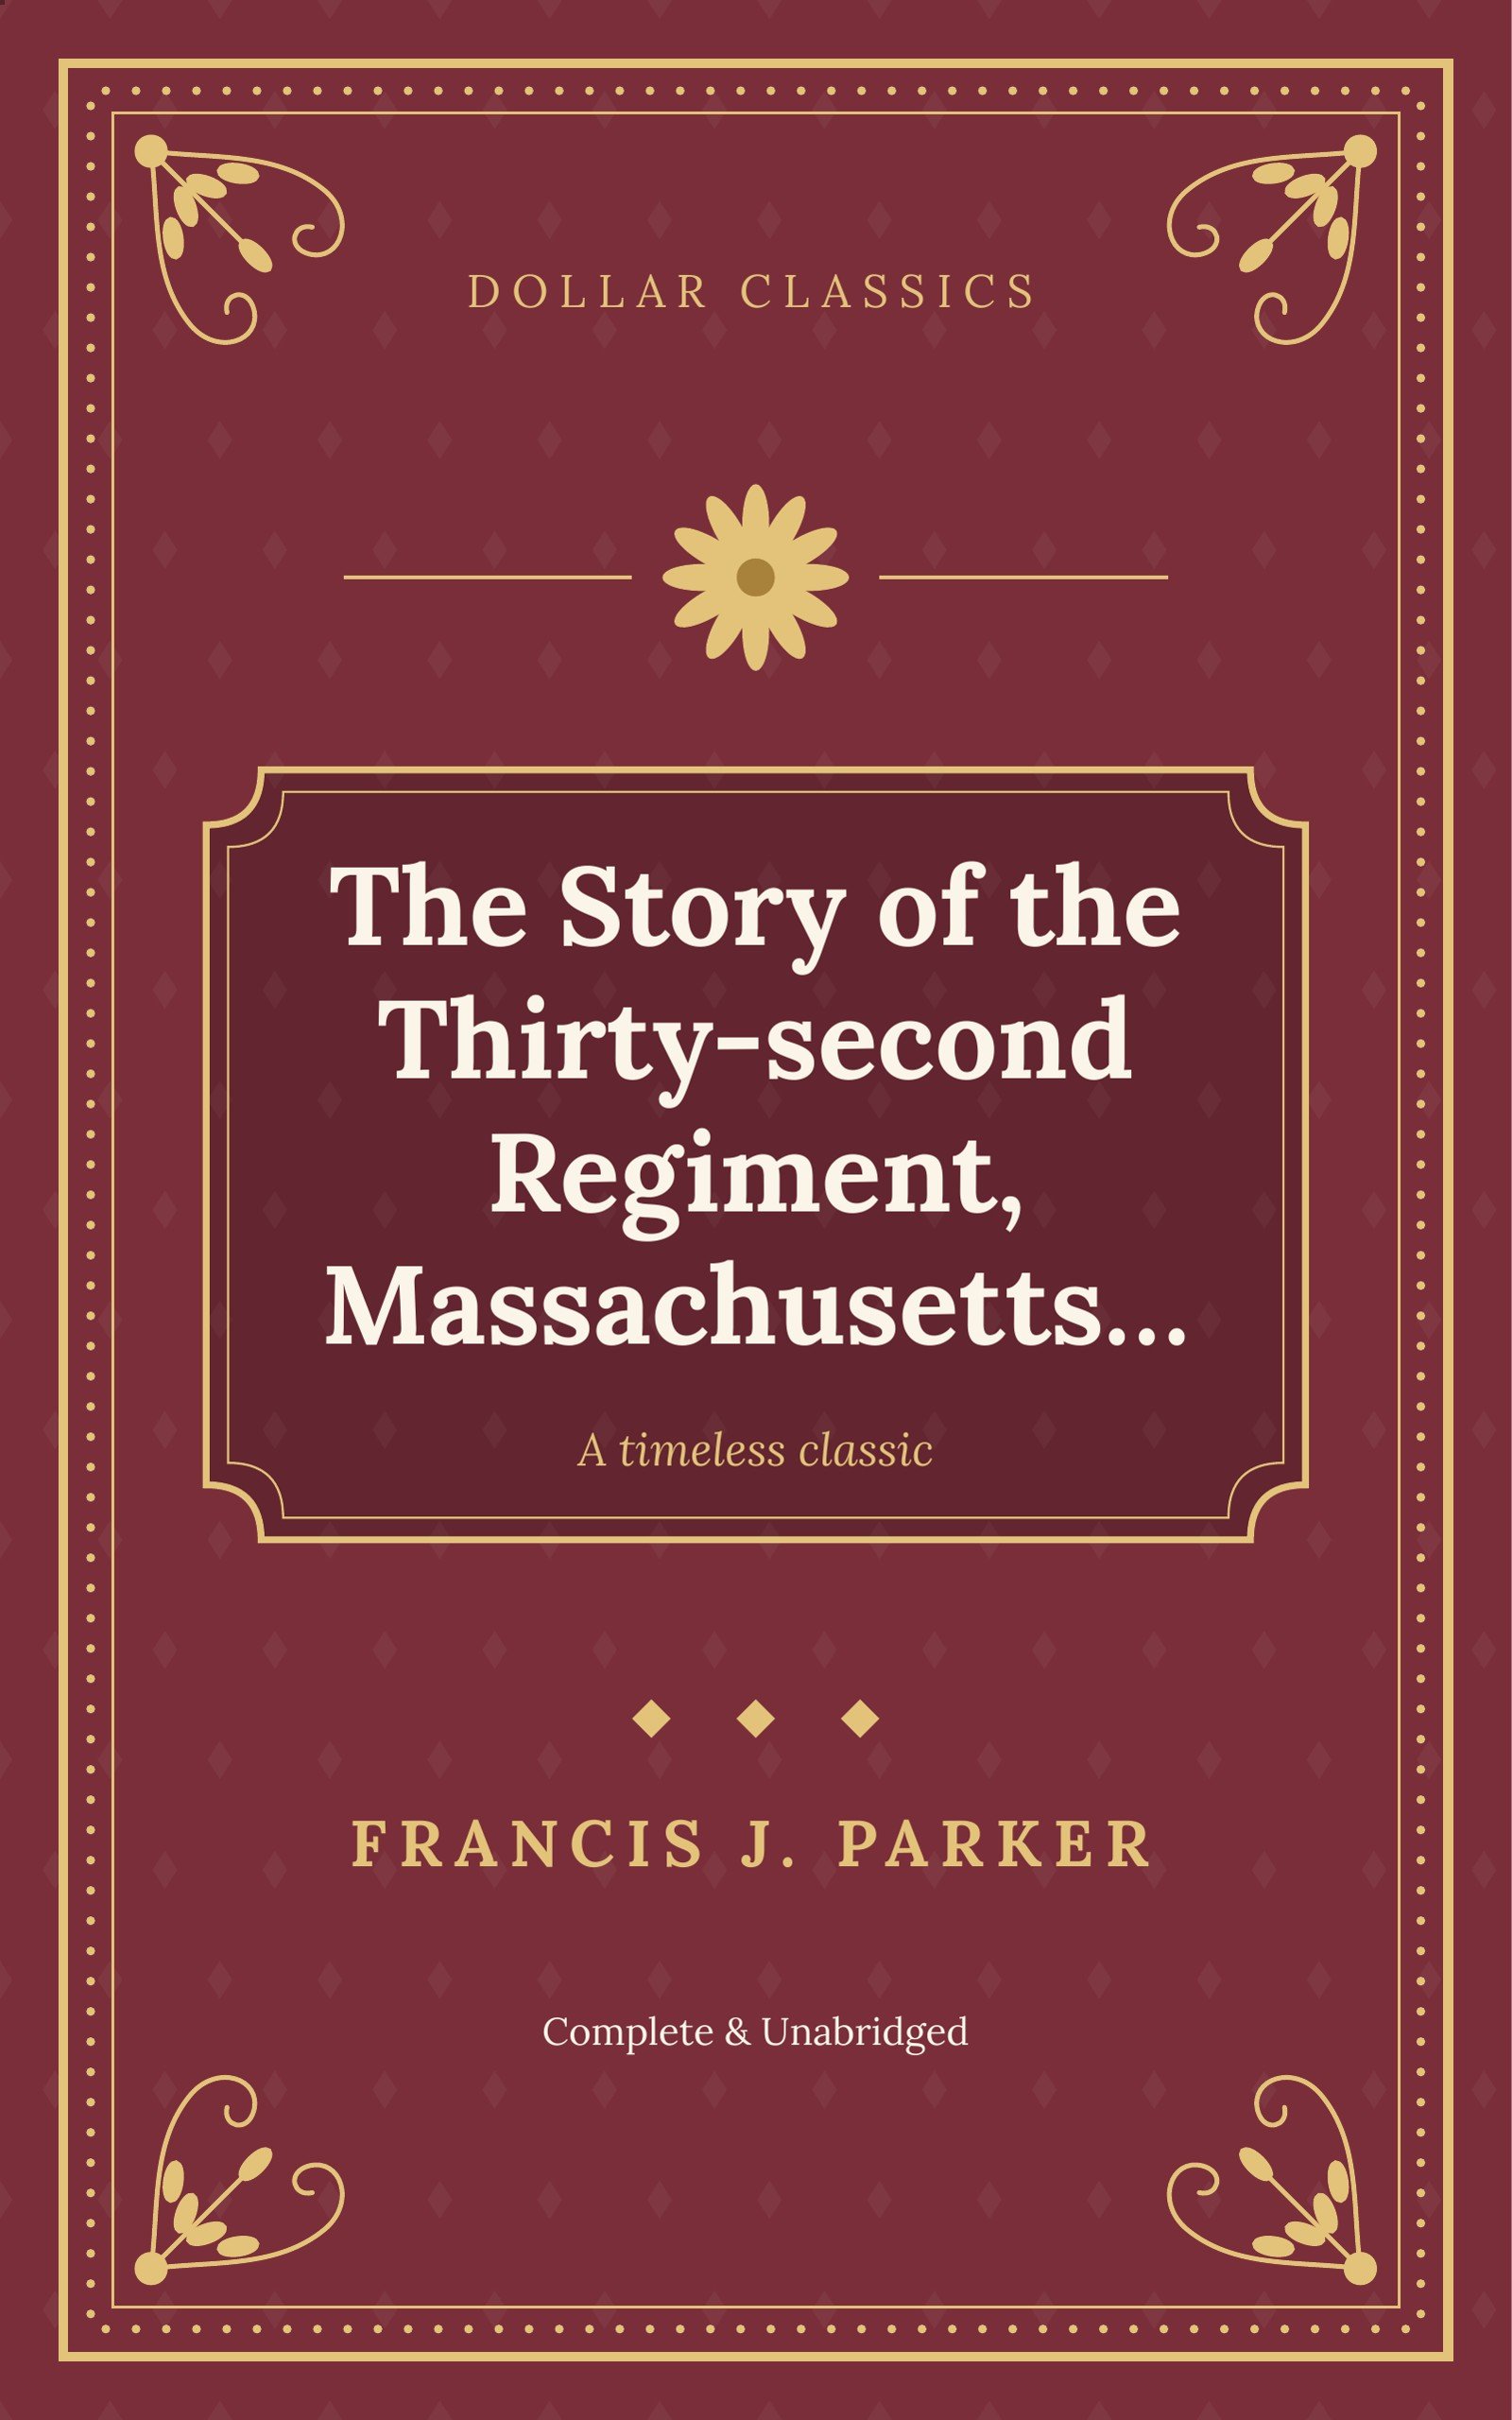 DOLLAR CLASSICS
The Story of the
Thirty-second
Regiment,
Massachusetts...
A timeless classic
FRANCIS J. PARKER
Complete & Unabridged